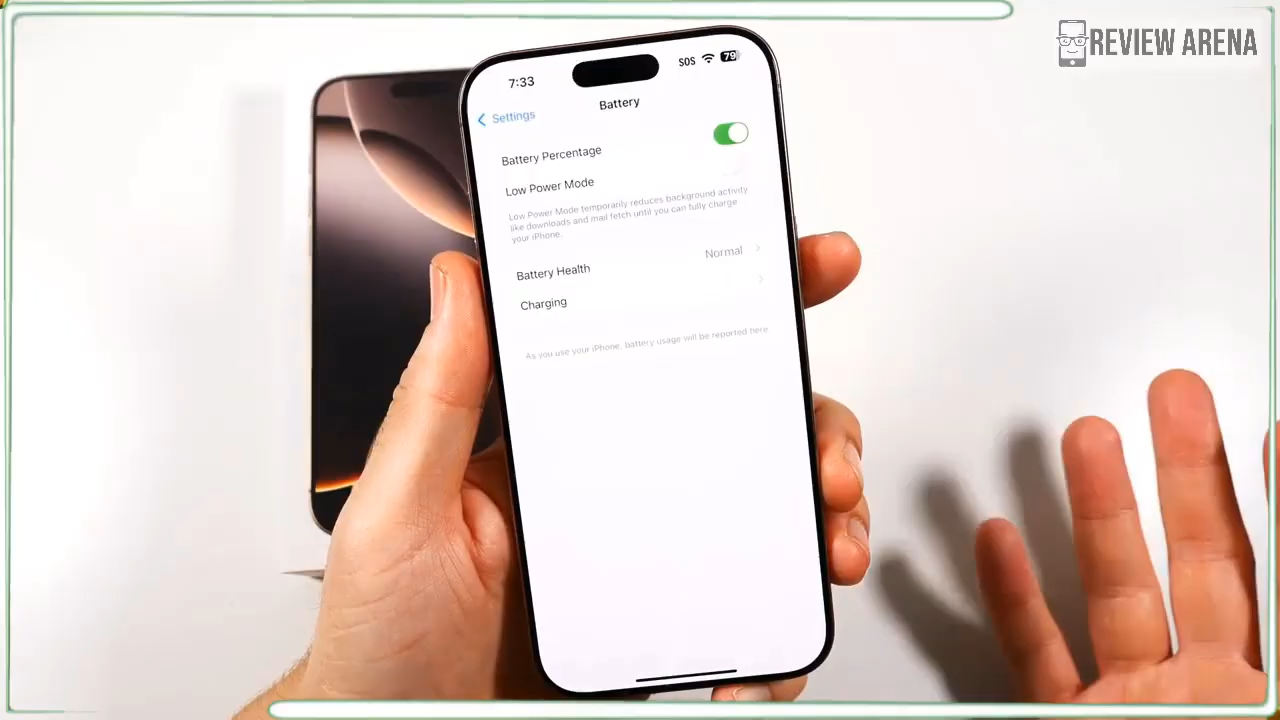 REVIEW ARENA
7:33
SOS 79
Settings
Battery
Battery Percentage
Low Power Mode
Low Power Mode temporarily reduces background activity
like downloads and mail fetch until you can fully charge
your iPhone.
Battery Health Normal
Charging
As you use your iPhone, battery usage will be reported here